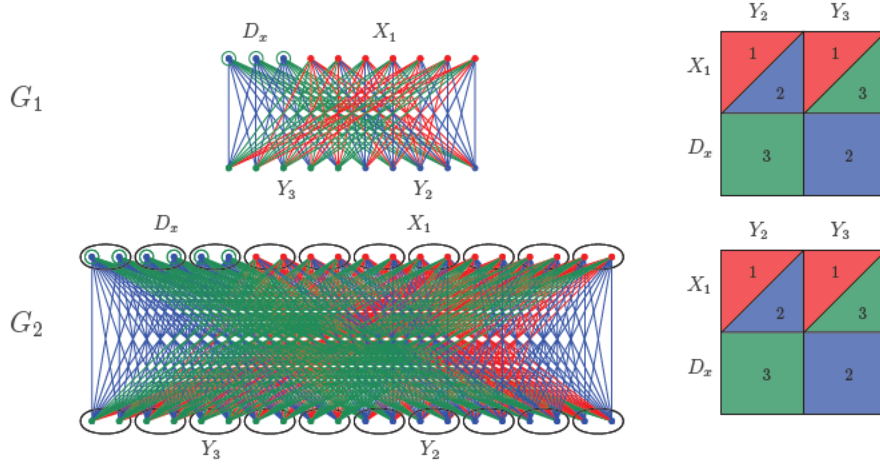 D_x X_1
G_1
Y_3 Y_2
Y_2 Y_3
X_1 1 1
2 3
D_x 3 2
D_x X_1
G_2
Y_3 Y_2
Y_2 Y_3
X_1 1 1
2 3
D_x 3 2